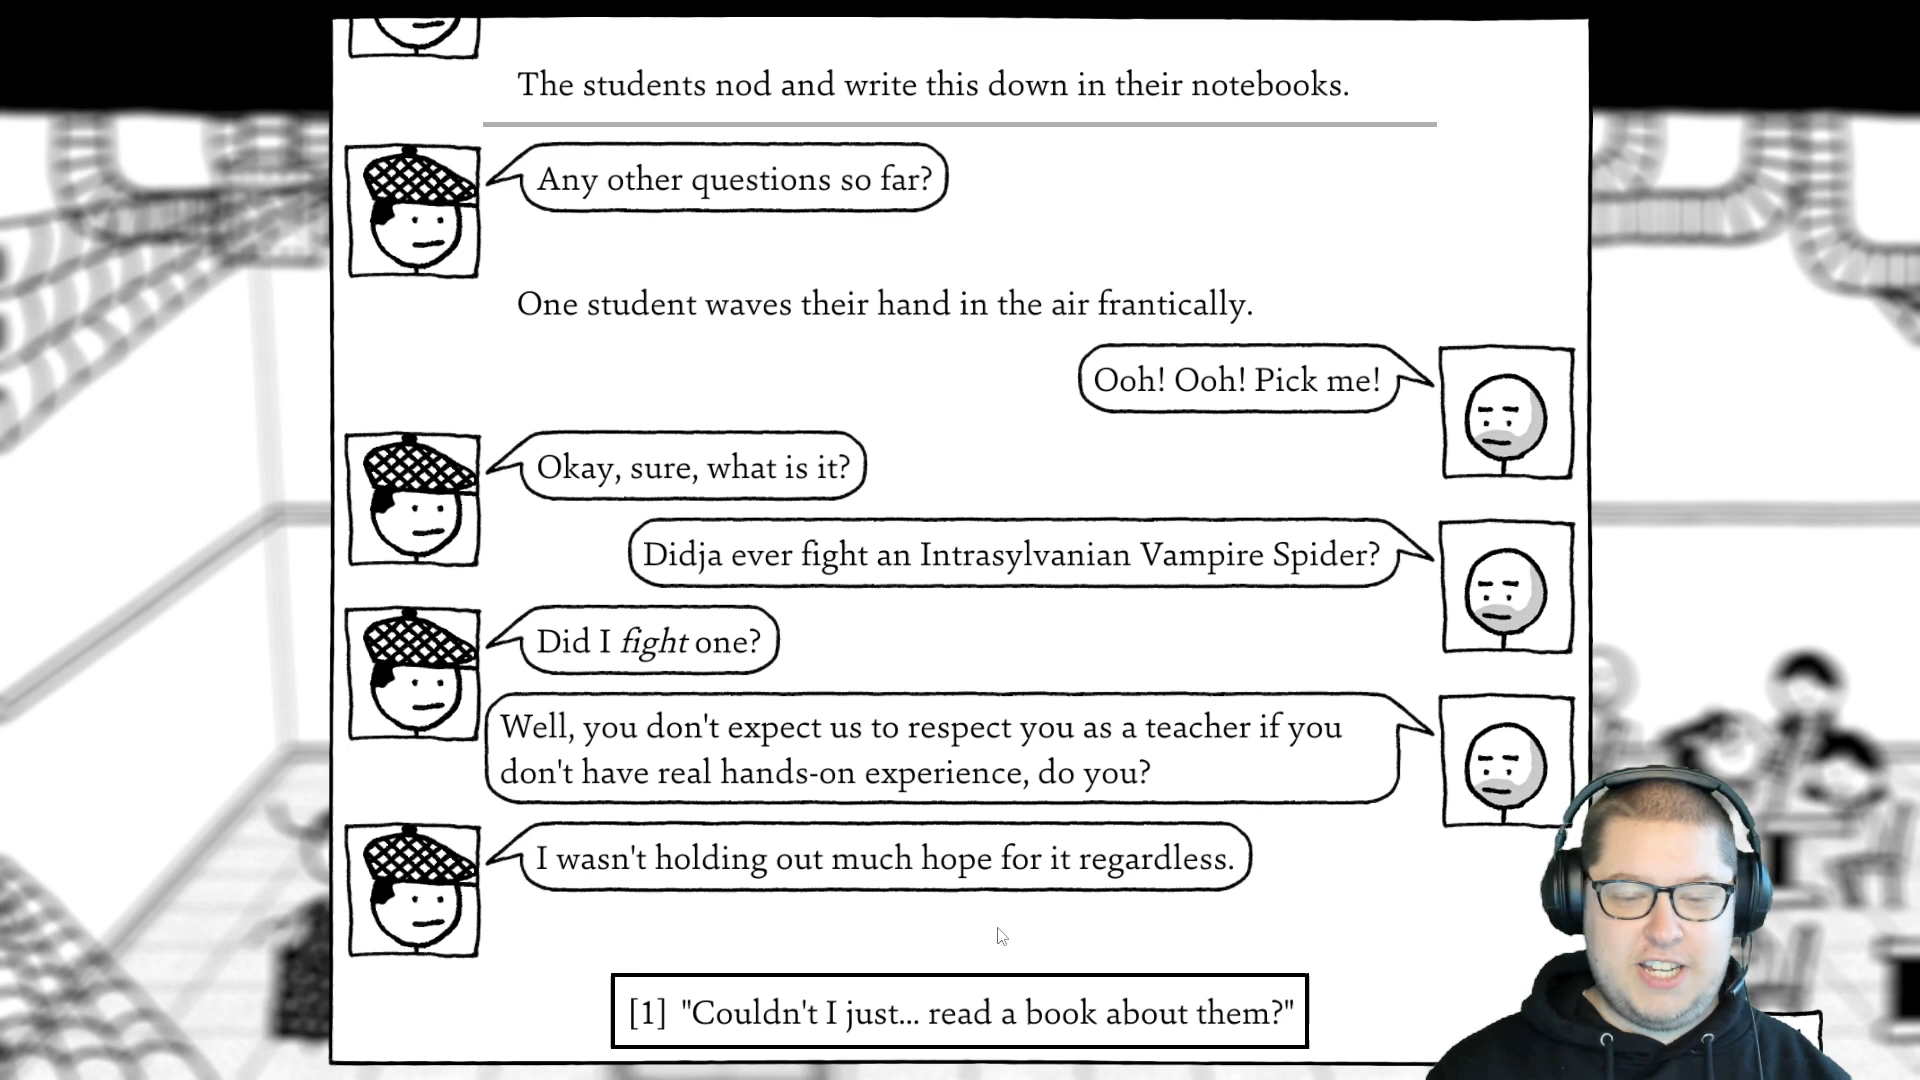 The students nod and write this down in their notebooks.
Any other questions so far?
One student waves their hand in the air frantically.
Ooh! Ooh! Pick me!
Okay, sure, what is it?
Didja ever fight an Intrasylvanian Vampire Spider?
Did I fight one?
Well, you don't expect us to respect you as a teacher if you
don't have real hands-on experience, do you?
I wasn't holding out much hope for it regardless.
[1] "Couldn't I just... read a book about them?"